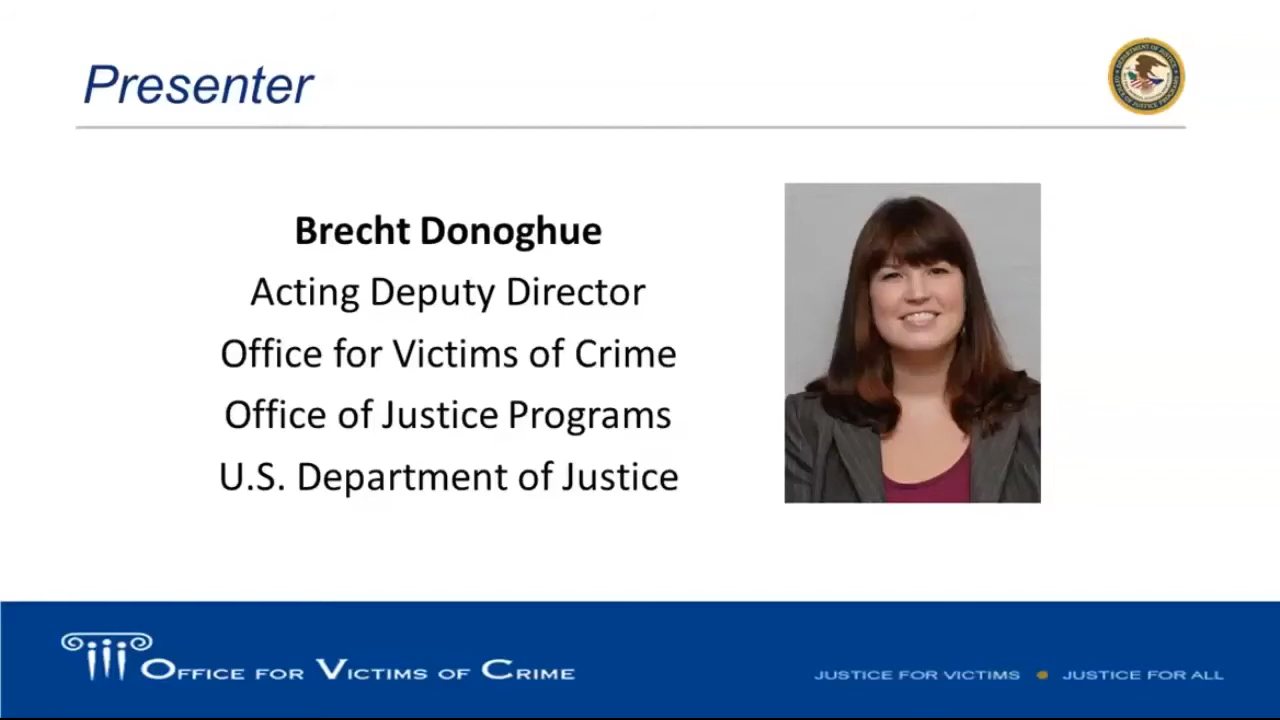 Presenter
Brecht Donoghue
Acting Deputy Director
Office for Victims of Crime
Office of Justice Programs
U.S. Department of Justice
OFFICE FOR VICTIMS OF CRIME
JUSTICE FOR VICTIMS • JUSTICE FOR ALL